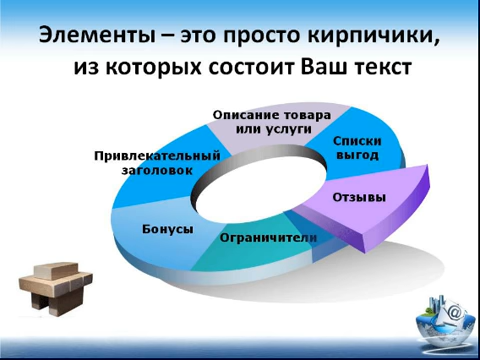 Элементы – это просто кирпичики,
из которых состоит Ваш текст
Описание товара
или услуги
Списки
выгод
Привлекательный
заголовок
Отзывы
Бонусы
Ограничители
@